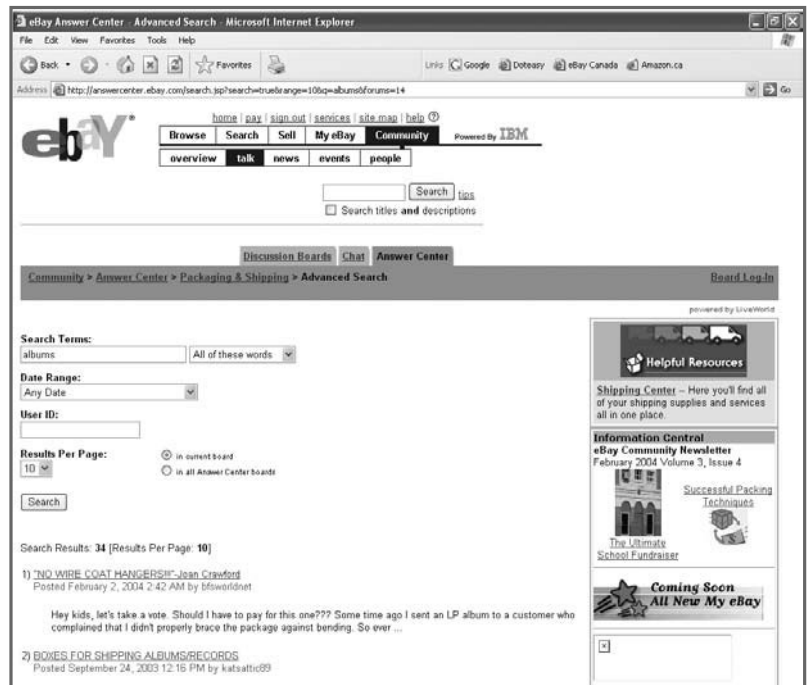 eBay Answer Center - Advanced Search - Microsoft Internet Explorer
File Edit View Favorites Tools Help
Back Favorites Links Google Doteasy eBay Canada Amazon.ca
Address http://answercenter.ebay.com/search.jsp?search=true&range=10&q=albums&forums=14 Go
home | pay | sign out | services | site map | help
ebaY
Browse Search Sell My eBay Community Powered By IBM
overview talk news events people
Search tips
Search titles and descriptions
Discussion Boards Chat Answer Center
Community > Answer Center > Packaging & Shipping > Advanced Search Board Log-In
powered by LiveWorld
Search Terms:
albums All of these words
Date Range:
Any Date
User ID:
Results Per Page:
10
in current board
in all Answer Center boards
Search
Search Results: 34 [Results Per Page: 10]
1) "NO WIRE COAT HANGERS!!!"-Joan Crawford
Posted February 2, 2004 2:42 AM by bfsworldnet
Hey kids, let's take a vote. Should I have to pay for this one??? Some time ago I sent an LP album to a customer who
complained that I didn't properly brace the package against bending. So ever ...
2) BOXES FOR SHIPPING ALBUMS/RECORDS
Posted September 24, 2003 12:16 PM by katsattic89
Helpful Resources
Shipping Center – Here you'll find all
of your shipping supplies and services
all in one place.
Information Central
eBay Community Newsletter
February 2004 Volume 3, Issue 4
Successful Packing
Techniques
The Ultimate
School Fundraiser
Coming Soon
All New My eBay